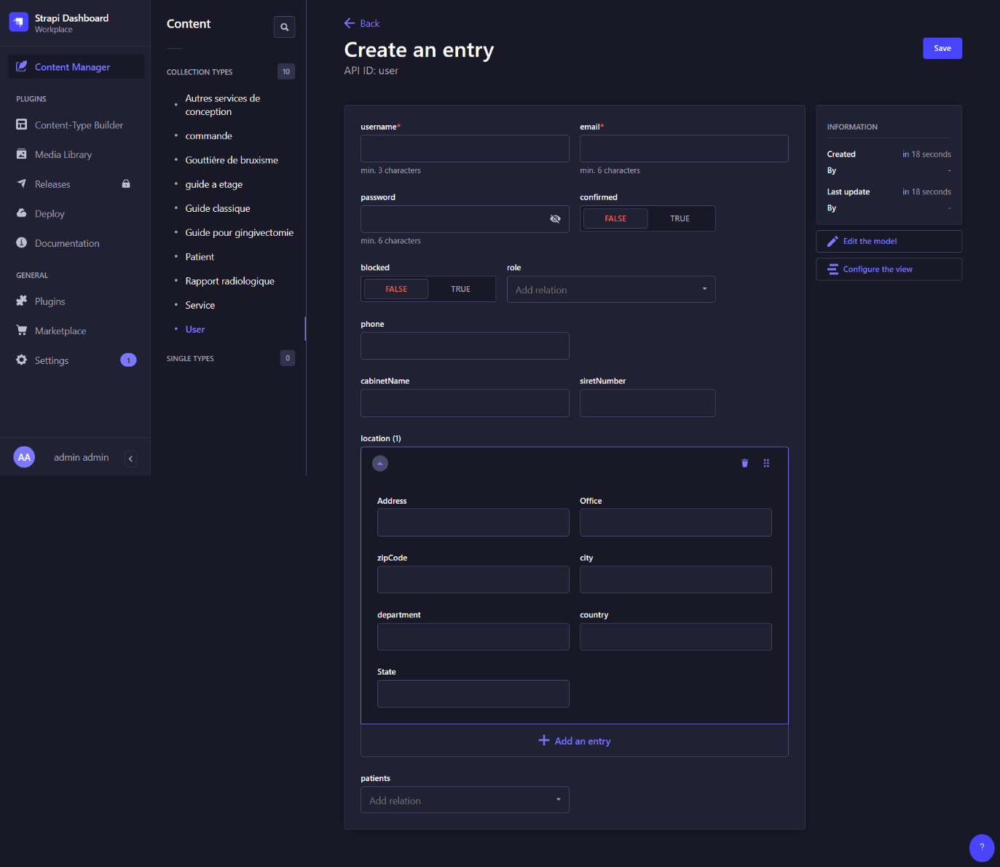 Strapi Dashboard
Workplace
Content Manager
PLUGINS
Content-Type Builder
Media Library
Releases
Deploy
Documentation
GENERAL
Plugins
Marketplace
Settings
1
AA
admin admin
Content
COLLECTION TYPES
10
Autres services de
conception
commande
Gouttière de bruxisme
guide a etage
Guide classique
Guide pour gingivectomie
Patient
Rapport radiologique
Service
User
SINGLE TYPES
0
Back
Create an entry
API ID: user
Save
username*
email*
min. 3 characters
min. 6 characters
password
confirmed
FALSE
TRUE
min. 6 characters
blocked
role
FALSE
TRUE
Add relation
phone
cabinetName
siretNumber
location (1)
Address
Office
zipCode
city
department
country
State
Add an entry
patients
Add relation
INFORMATION
Created
in 18 seconds
By
-
Last update
in 18 seconds
By
-
Edit the model
Configure the view
?